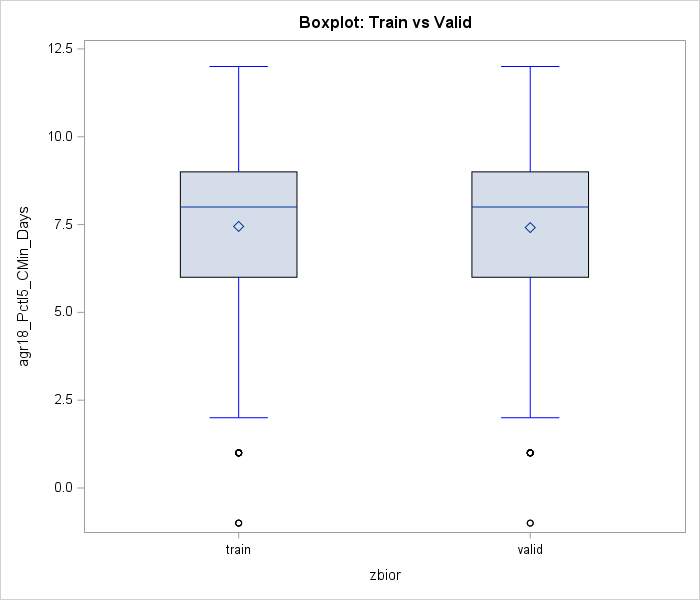 Boxplot: Train vs Valid
12.5
10.0
7.5
5.0
2.5
0.0
agr18_Pctl5_CMin_Days
train
valid
zbior